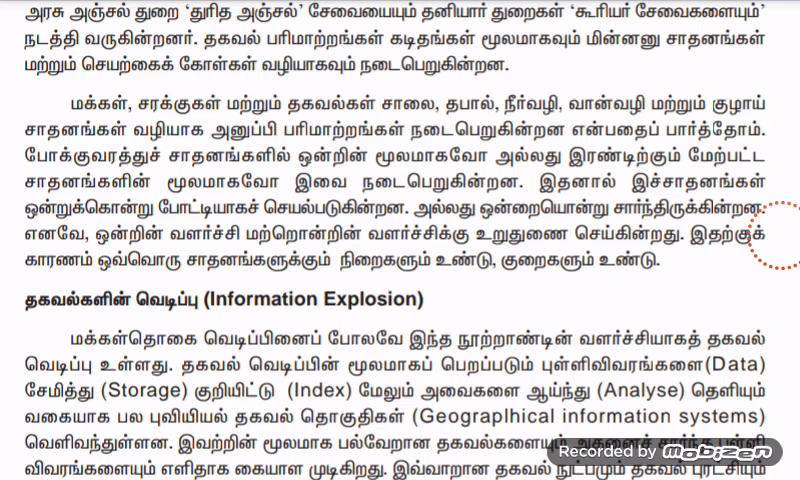 அரசு அஞ்சல் துறை ‘துரித அஞ்சல்’ சேவையையும் தனியார் துறைகள் ‘கூரியர் சேவைகளையும்’
நடத்தி வருகின்றனர். தகவல் பரிமாற்றங்கள் கடிதங்கள் மூலமாகவும் மின்னனு சாதனங்கள்
மற்றும் செயற்கைக் கோள்கள் வழியாகவும் நடைபெறுகின்றன.
மக்கள், சரக்குகள் மற்றும் தகவல்கள் சாலை, தபால், நீர்வழி, வான்வழி மற்றும் குழாய்
சாதனங்கள் வழியாக அனுப்பி பரிமாற்றங்கள் நடைபெறுகின்றன என்பதைப் பார்த்தோம்.
போக்குவரத்துச் சாதனங்களில் ஒன்றின் மூலமாகவோ அல்லது இரண்டிற்கும் மேற்பட்ட
சாதனங்களின் மூலமாகவோ இவை நடைபெறுகின்றன. இதனால் இச்சாதனங்கள்
ஒன்றுக்கொன்று போட்டியாகச் செயல்படுகின்றன. அல்லது ஒன்றையொன்று சார்ந்திருக்கின்றன.
எனவே, ஒன்றின் வளர்ச்சி மற்றொன்றின் வளர்ச்சிக்கு உறுதுணை செய்கின்றது. இதற்குக்
காரணம் ஒவ்வொரு சாதனங்களுக்கும் நிறைகளும் உண்டு, குறைகளும் உண்டு.
தகவல்களின் வெடிப்பு (Information Explosion)
மக்கள்தொகை வெடிப்பினைப் போலவே இந்த நூற்றாண்டின் வளர்ச்சியாகத் தகவல்
வெடிப்பு உள்ளது. தகவல் வெடிப்பின் மூலமாகப் பெறப்படும் புள்ளிவிவரங்களை(Data)
சேமித்து (Storage) குறியிட்டு (Index) மேலும் அவைகளை ஆய்ந்து (Analyse) தெளியும்
வகையாக பல புவியியல் தகவல் தொகுதிகள் (Geograplhical information systems)
வெளிவந்துள்ளன. இவற்றின் மூலமாக பல்வேறான தகவல்களையும்
விவரங்களையும் எளிதாக கையாள முடிகிறது. இவ்வாறான தகவல் நுட்பமும் தகவல் புரட்சியும்
Recorded by mobizen